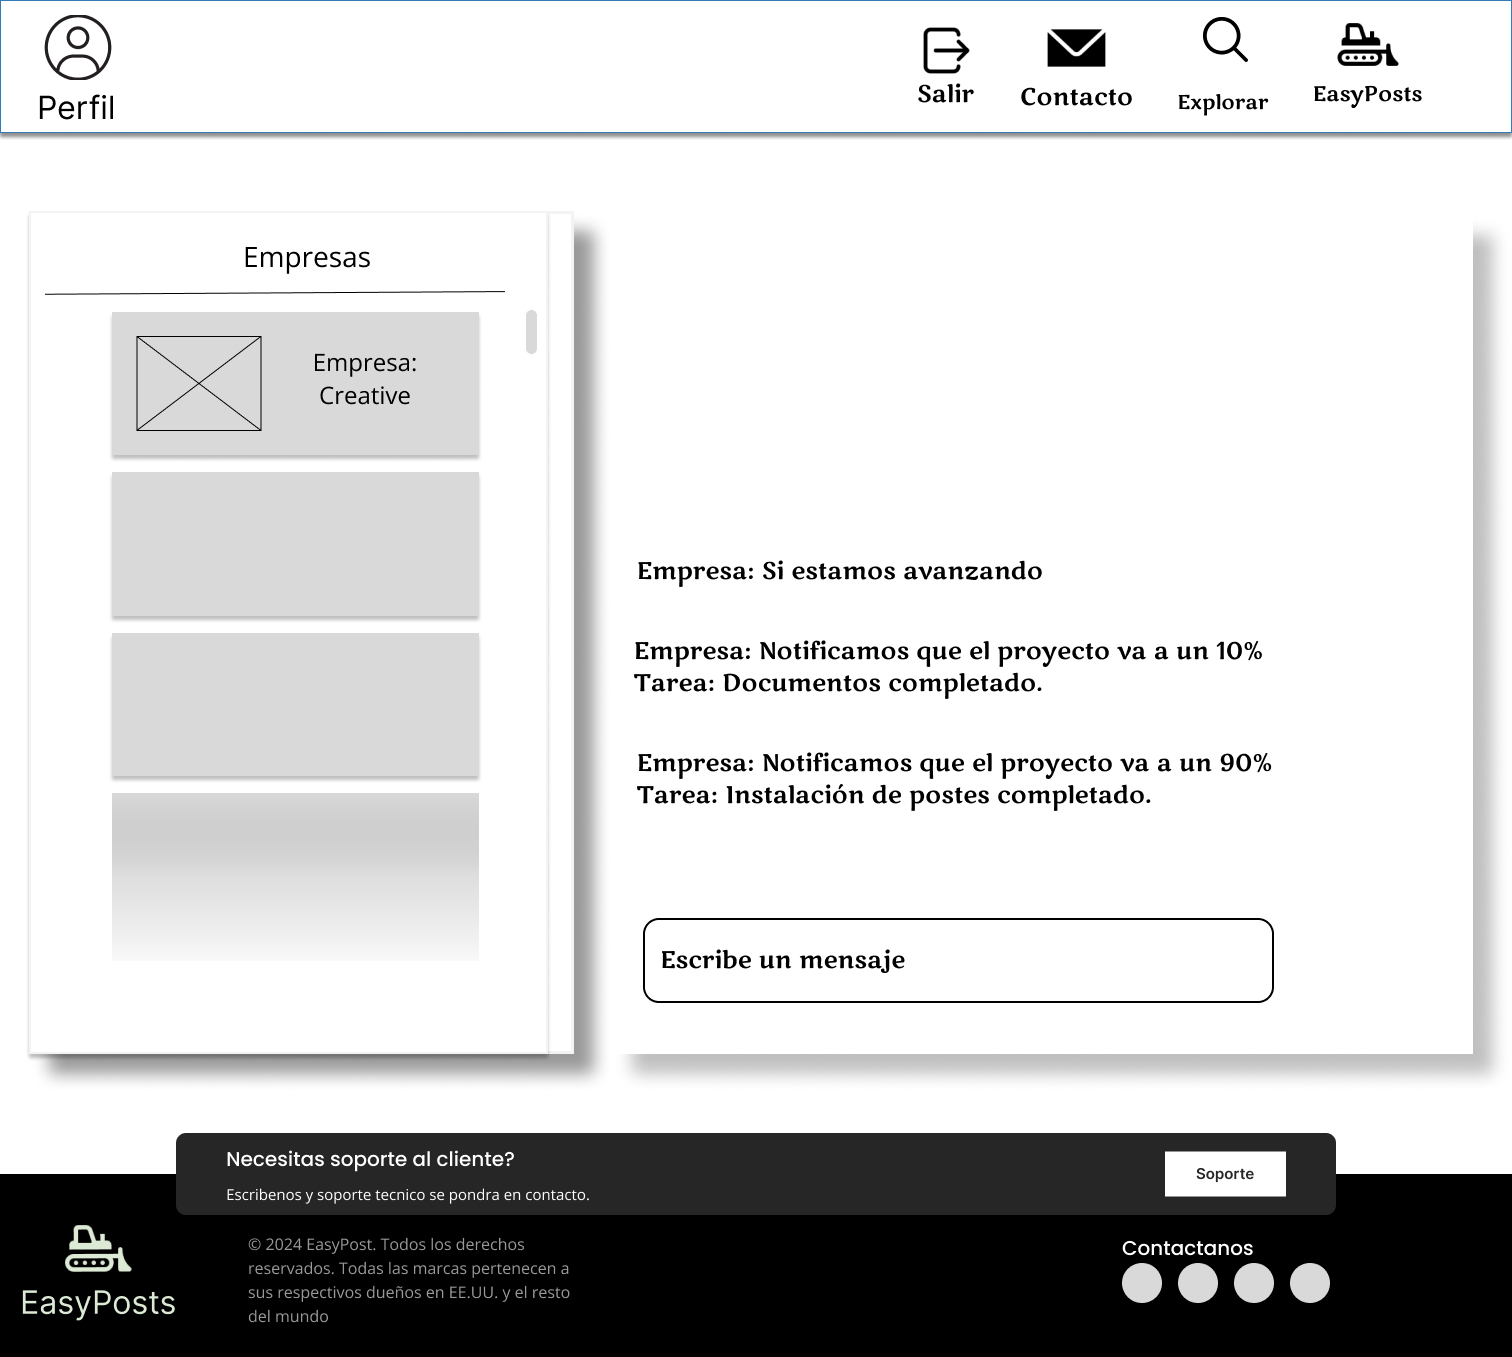 Perfil
Salir
Contacto
Explorar
EasyPosts
Empresas
Empresa:
Creative
Empresa: Si estamos avanzando
Empresa: Notificamos que el proyecto va a un 10%
Tarea: Documentos completado.
Empresa: Notificamos que el proyecto va a un 90%
Tarea: Instalación de postes completado.
Escribe un mensaje
Necesitas soporte al cliente?
Escribenos y soporte tecnico se pondra en contacto.
Soporte
EasyPosts
© 2024 EasyPost. Todos los derechos
reservados. Todas las marcas pertenecen a
sus respectivos dueños en EE.UU. y el resto
del mundo
Contactanos